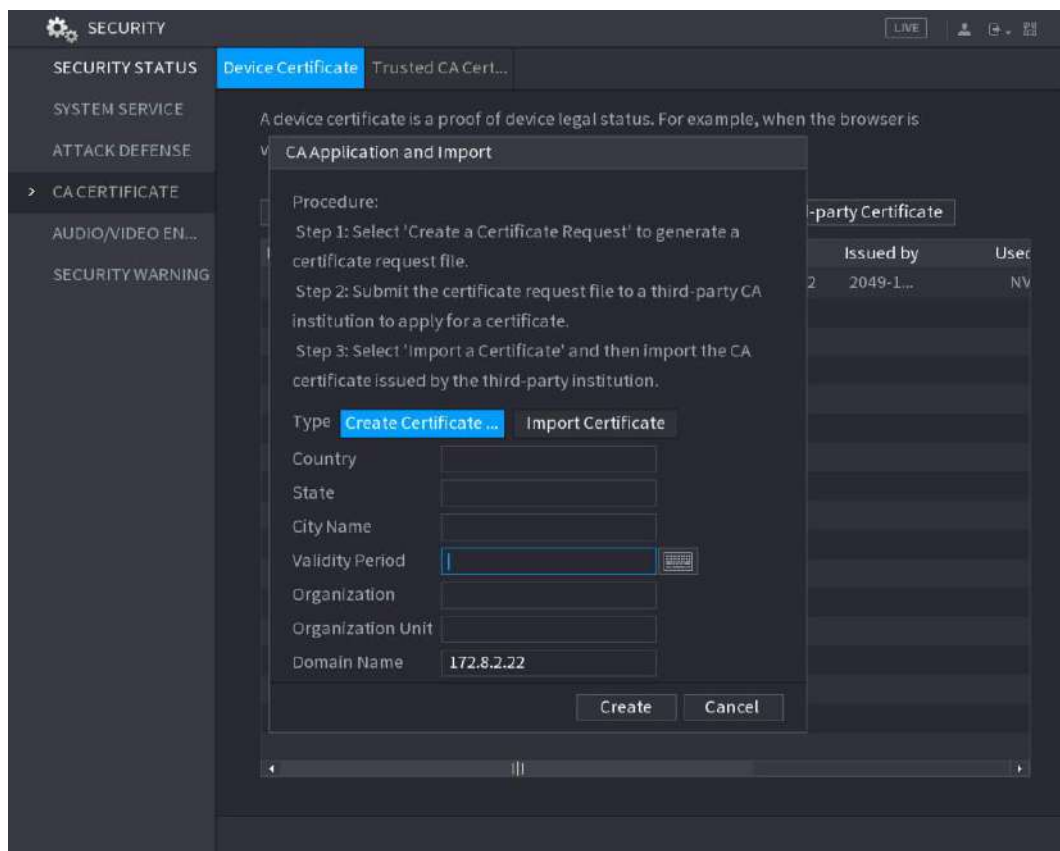 SECURITY
LIVE
SECURITY STATUS
SYSTEM SERVICE
ATTACK DEFENSE
> CA CERTIFICATE
AUDIO/VIDEO EN...
SECURITY WARNING
Device Certificate
Trusted CA Cert...
A device certificate is a proof of device legal status. For example, when the browser is
CA Application and Import
-party Certificate
Issued by
Used
2
2049-1...
NV
Procedure:
Step 1: Select 'Create a Certificate Request' to generate a
certificate request file.
Step 2: Submit the certificate request file to a third-party CA
institution to apply for a certificate.
Step 3: Select 'Import a Certificate' and then import the CA
certificate issued by the third-party institution.
Type Create Certificate ... Import Certificate
Country
State
City Name
Validity Period
Organization
Organization Unit
Domain Name 172.8.2.22
Create Cancel